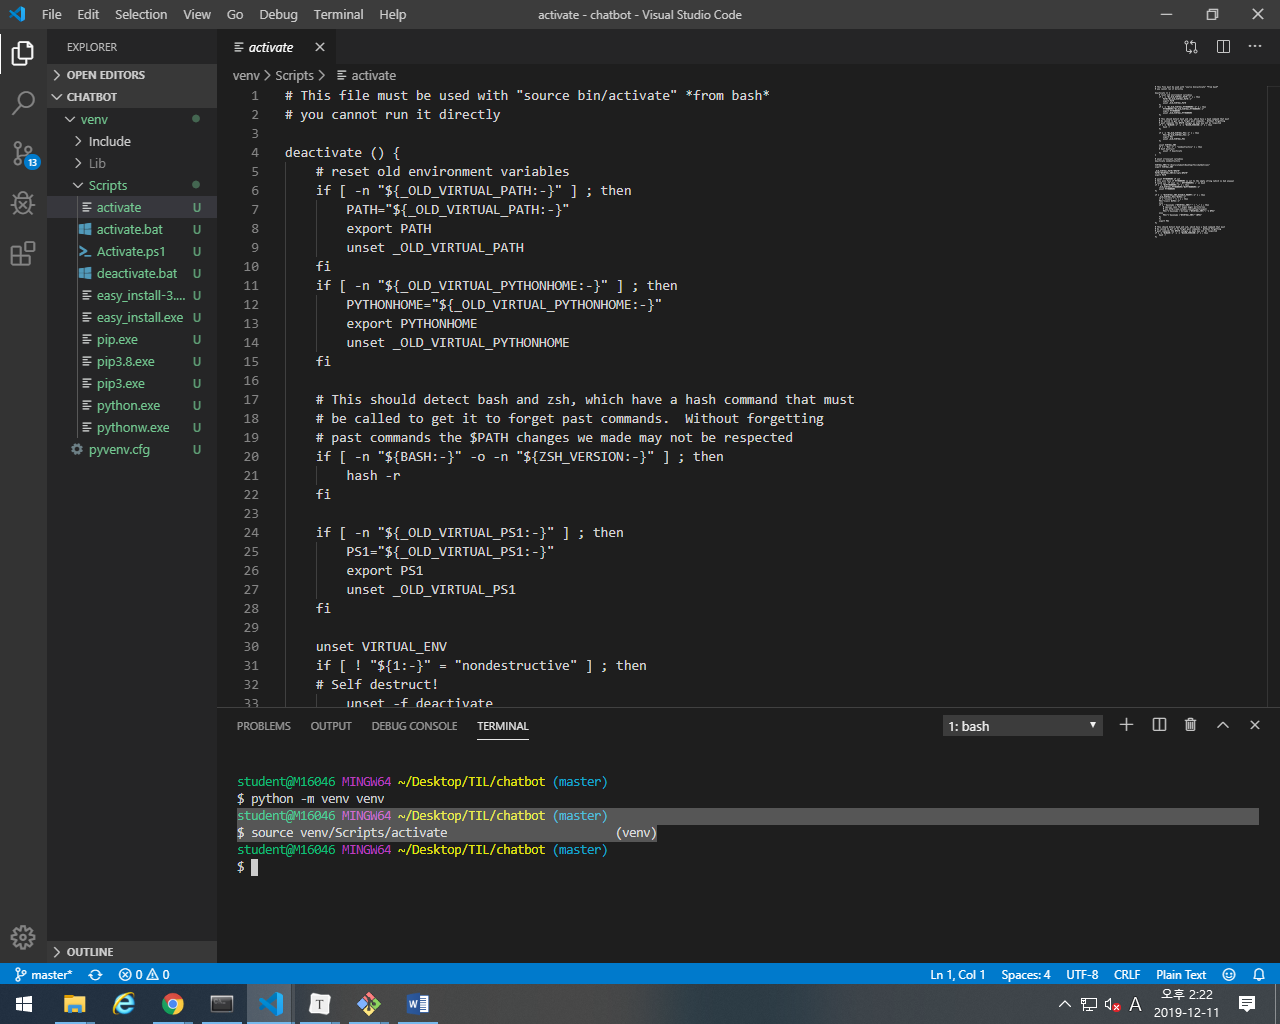 File Edit Selection View Go Debug Terminal Help
activate - chatbot - Visual Studio Code
EXPLORER
OPEN EDITORS
CHATBOT
venv
Include
Lib
Scripts
activate U
activate.bat U
Activate.ps1 U
deactivate.bat U
easy_install-3.... U
easy_install.exe U
pip.exe U
pip3.8.exe U
pip3.exe U
python.exe U
pythonw.exe U
pyvenv.cfg U
OUTLINE
13
activate
venv > Scripts > activate
1 # This file must be used with "source bin/activate" *from bash*
2 # you cannot run it directly
3
4 deactivate () {
5     # reset old environment variables
6     if [ -n "${_OLD_VIRTUAL_PATH:-}" ] ; then
7         PATH="${_OLD_VIRTUAL_PATH:-}"
8         export PATH
9         unset _OLD_VIRTUAL_PATH
10     fi
11     if [ -n "${_OLD_VIRTUAL_PYTHONHOME:-}" ] ; then
12         PYTHONHOME="${_OLD_VIRTUAL_PYTHONHOME:-}"
13         export PYTHONHOME
14         unset _OLD_VIRTUAL_PYTHONHOME
15     fi
16
17     # This should detect bash and zsh, which have a hash command that must
18     # be called to get it to forget past commands.  Without forgetting
19     # past commands the $PATH changes we made may not be respected
20     if [ -n "${BASH:-}" -o -n "${ZSH_VERSION:-}" ] ; then
21         hash -r
22     fi
23
24     if [ -n "${_OLD_VIRTUAL_PS1:-}" ] ; then
25         PS1="${_OLD_VIRTUAL_PS1:-}"
26         export PS1
27         unset _OLD_VIRTUAL_PS1
28     fi
29
30     unset VIRTUAL_ENV
31     if [ ! "${1:-}" = "nondestructive" ] ; then
32     # Self destruct!
33         unset -f deactivate
PROBLEMS OUTPUT DEBUG CONSOLE TERMINAL
1: bash
student@M16046 MINGW64 ~/Desktop/TIL/chatbot (master)
$ python -m venv venv
student@M16046 MINGW64 ~/Desktop/TIL/chatbot (master)
$ source venv/Scripts/activate (venv)
student@M16046 MINGW64 ~/Desktop/TIL/chatbot (master)
$
master* 0 0
Ln 1, Col 1 Spaces: 4 UTF-8 CRLF Plain Text
A
오후 2:22
2019-12-11